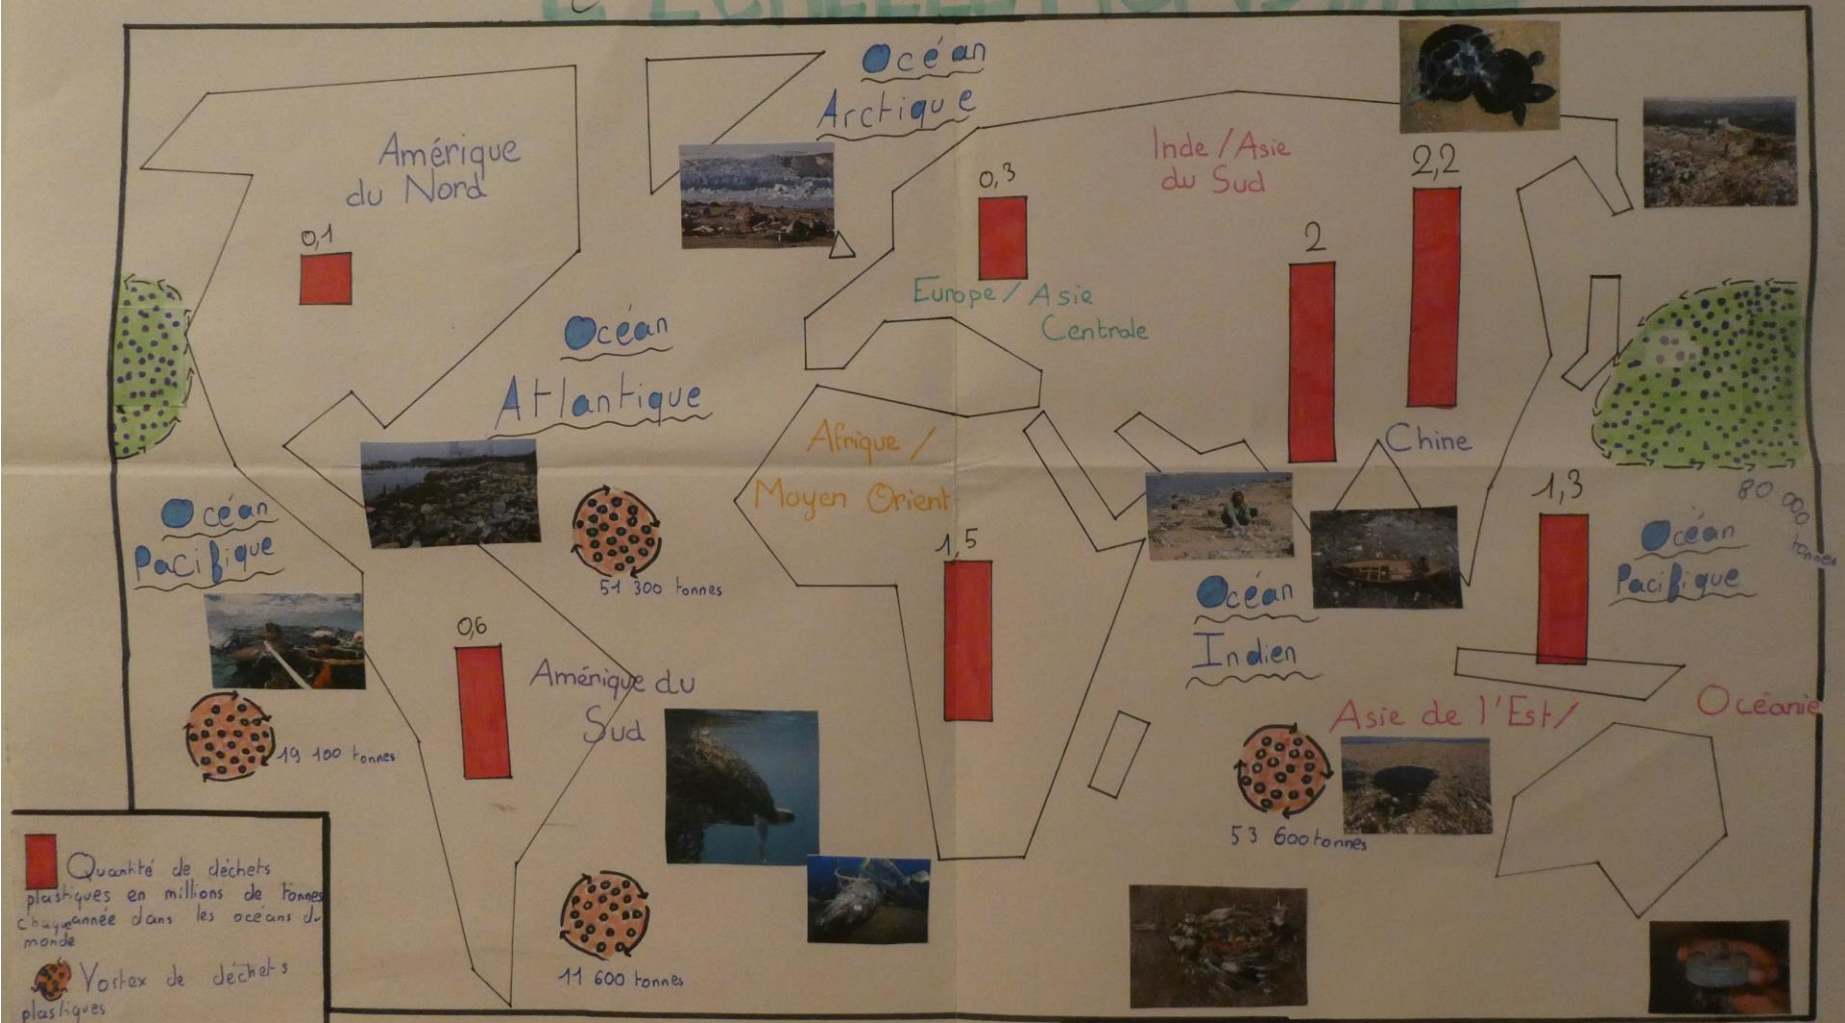 L'ÉCHELLE MONDIALE
Océan
Arctique
Amérique
du Nord
0,1
0,3
Inde / Asie
du Sud
2,2
2
Europe / Asie
Centrale
Océan
Atlantique
Afrique /
Moyen Orient
1,5
Chine
1,3
80 000
tonnes
Océan
Pacifique
51 300 tonnes
Océan
Indien
Océan
Pacifique
0,6
Amérique du
Sud
19 100 tonnes
Asie de l'Est/
Océanie
53 600 tonnes
11 600 tonnes
Quantité de déchets
plastiques en millions de tonnes
chaque année dans les océans du
monde
Vortex de déchets
plastiques